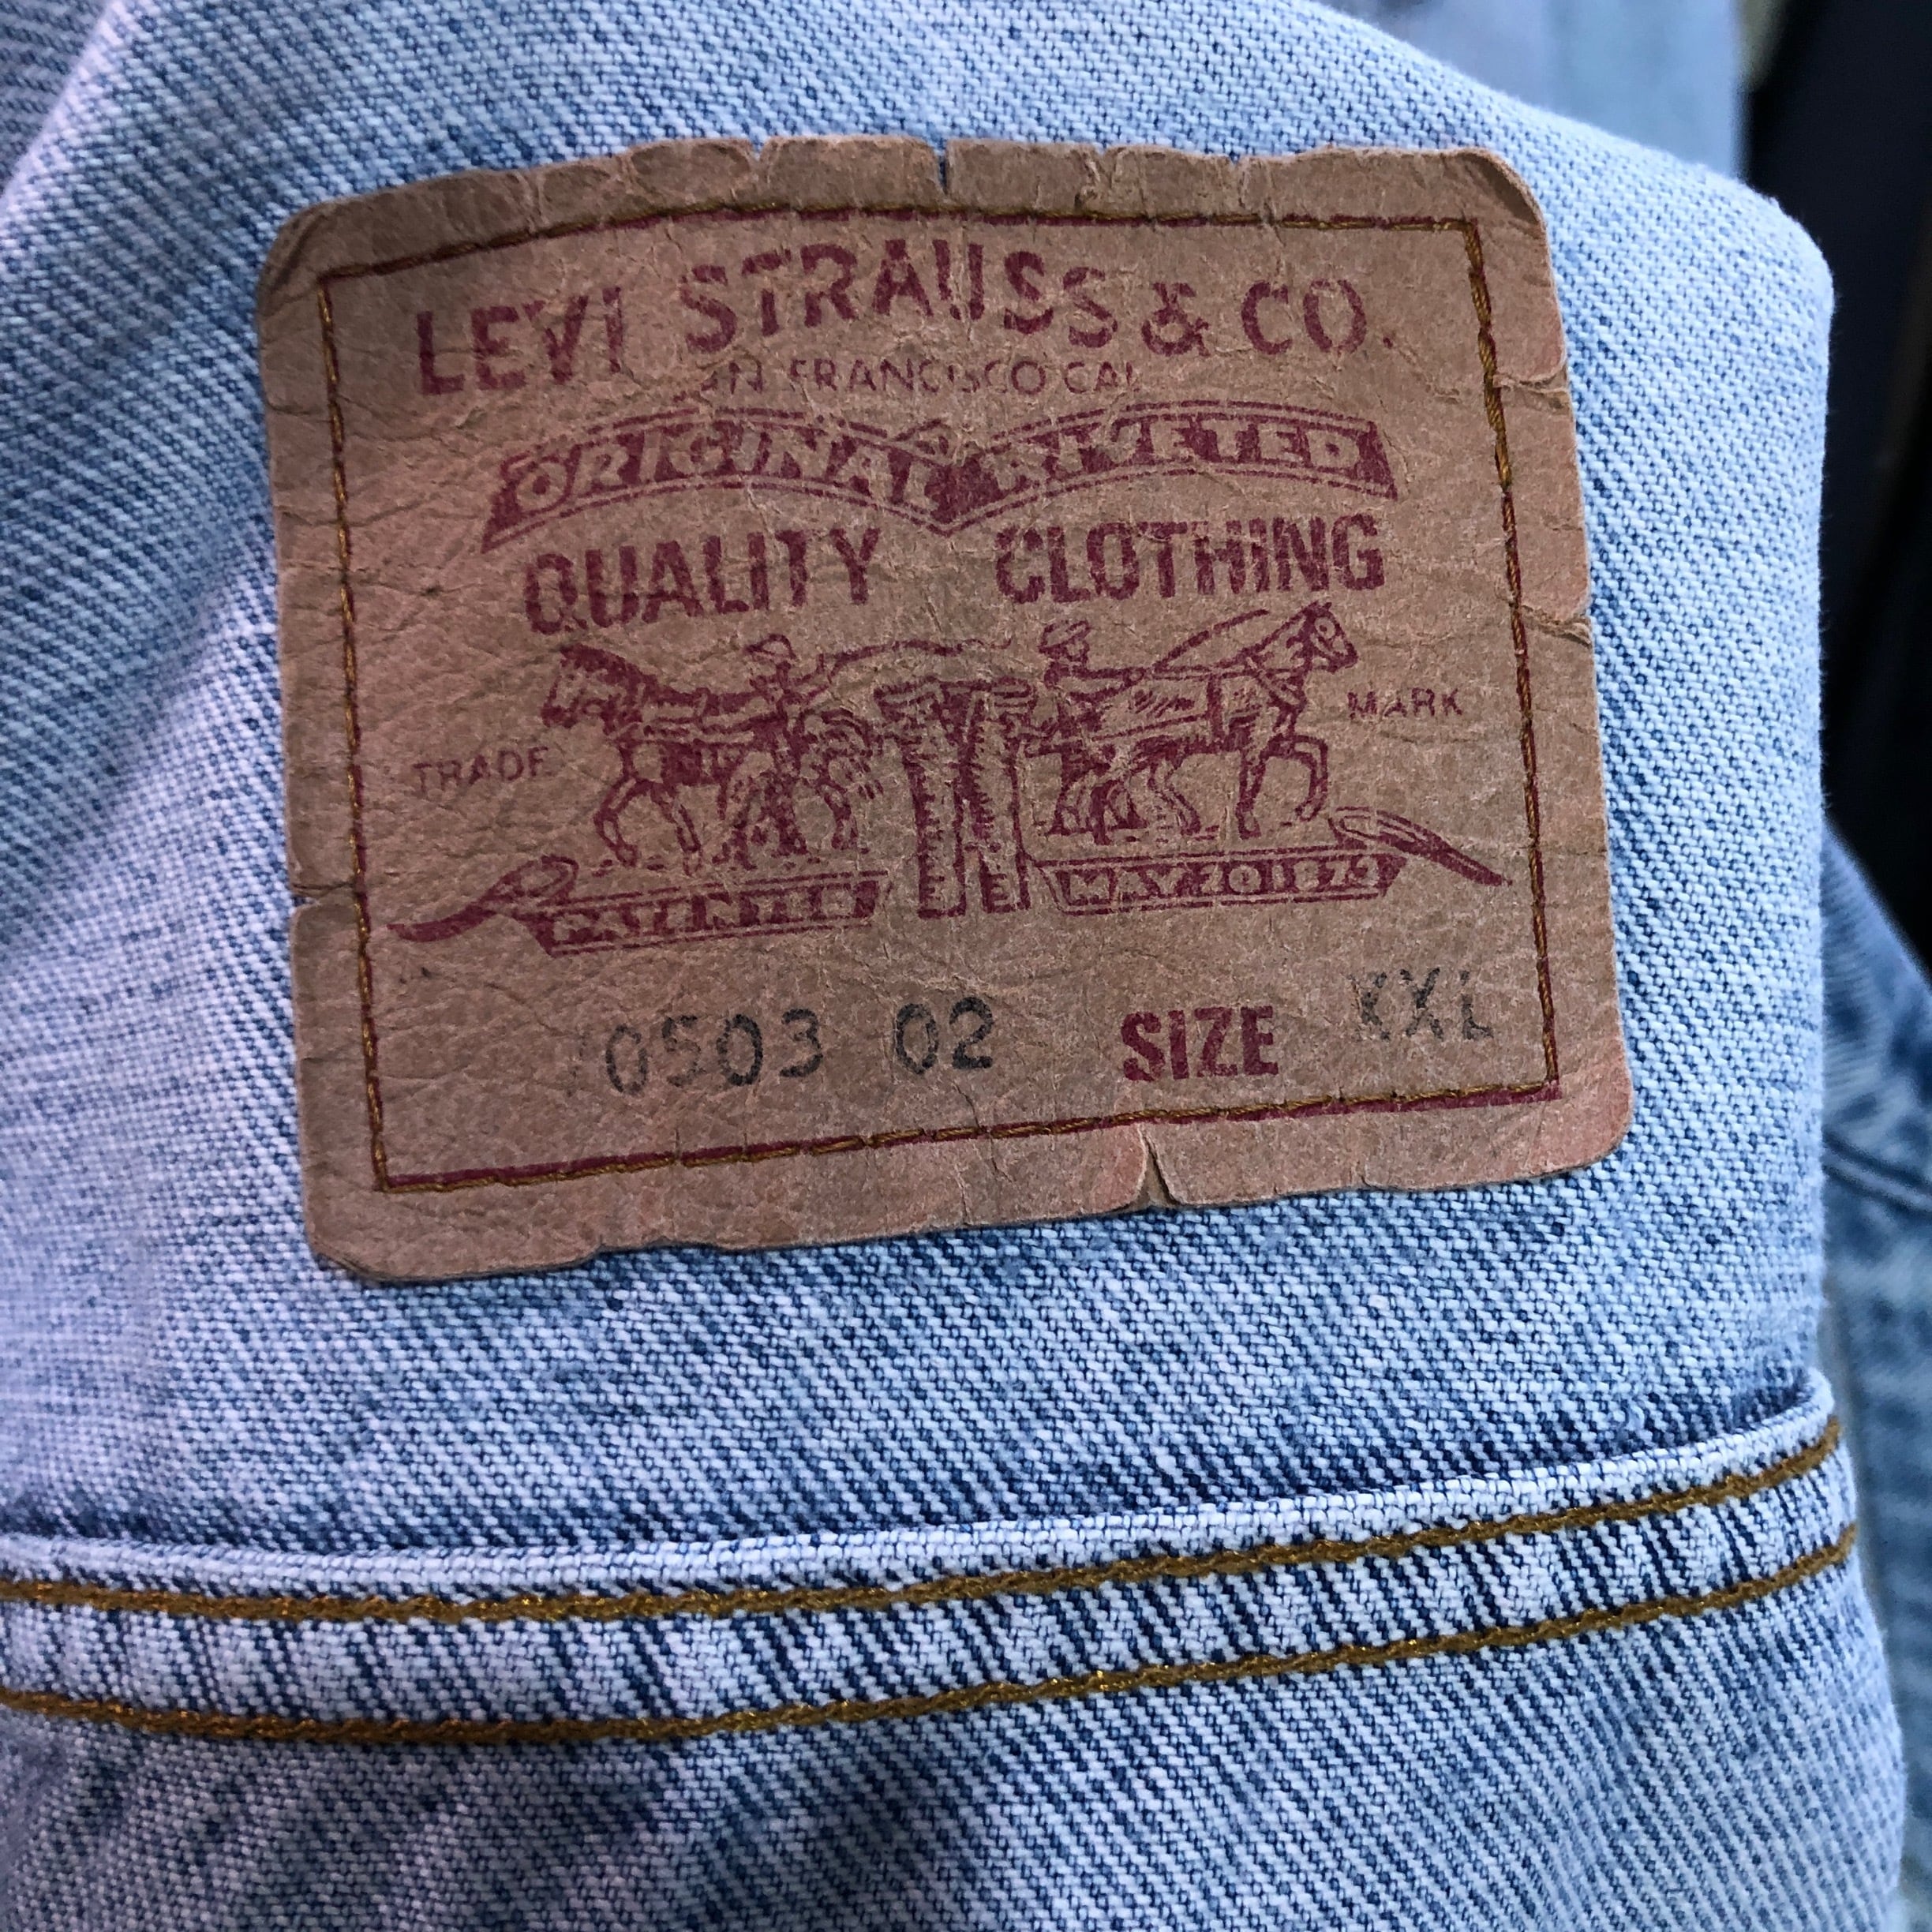 LEVI STRAUSS & CO.
SAN FRANCISCO CAL
ORIGINAL RIVETED
QUALITY CLOTHING
TRADE MARK
PATENTED MAY 20 1873
0503 02 SIZE XXL